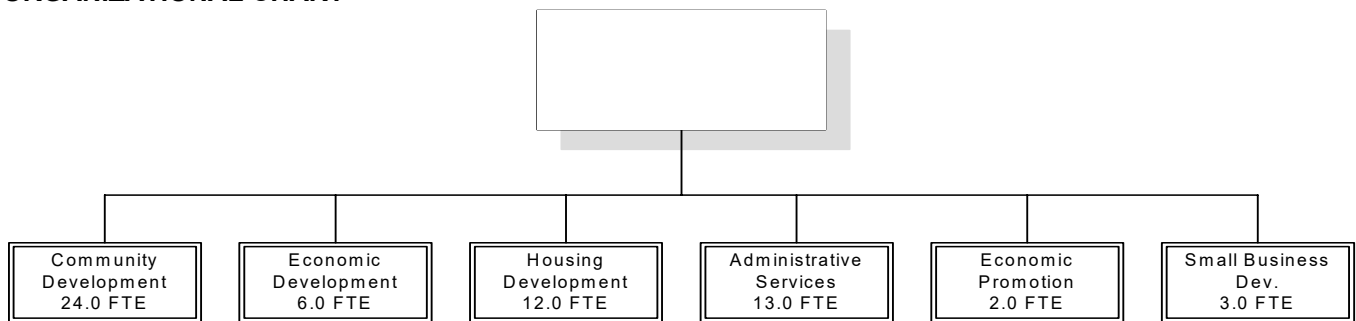 ORGANIZATIONAL CHART
Community
Development
24.0 FTE
Economic
Development
6.0 FTE
Housing
Development
12.0 FTE
Administrative
Services
13.0 FTE
Economic
Promotion
2.0 FTE
Small Business
Dev.
3.0 FTE